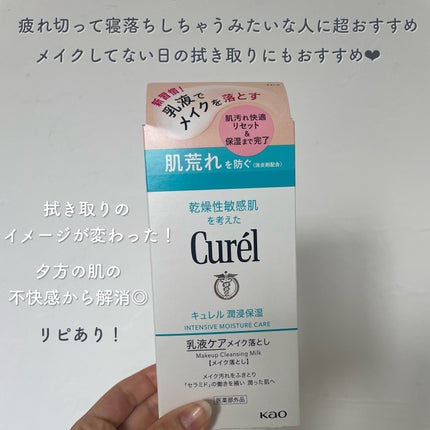 疲れ切って寝落ちしちゃうみたいな人に超おすすめ
メイクしてない日の拭き取りにもおすすめ❤
新習慣!
乳液で
メイクを落とす
肌汚れ快適
リセット
&
保湿まで完了
肌荒れを防ぐ(消炎剤配合)
乾燥性敏感肌
を考えた
Curél
拭き取りの
イメージが変わった！
夕方の肌の
不快感から解消◎
リピあり！
キュレル 潤浸保湿
INTENSIVE MOISTURE CARE
乳液ケアメイク落とし
Makeup Cleansing Milk
【メイク落とし】
メイク汚れをふきとり
「セラミド」の働きを補い 潤った肌へ
医薬部外品
Kao